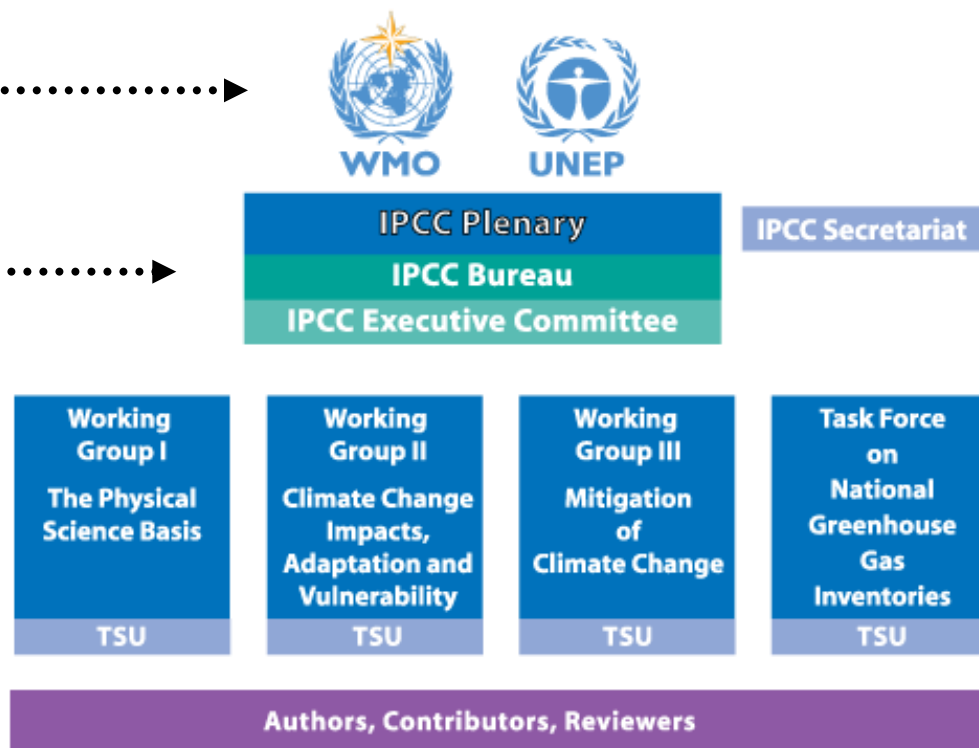 WMO
UNEP
IPCC Plenary
IPCC Secretariat
IPCC Bureau
IPCC Executive Committee
Working
Group I
The Physical
Science Basis
TSU
Working
Group II
Climate Change
Impacts,
Adaptation and
Vulnerability
TSU
Working
Group III
Mitigation
of
Climate Change
TSU
Task Force
on
National
Greenhouse
Gas
Inventories
TSU
Authors, Contributors, Reviewers